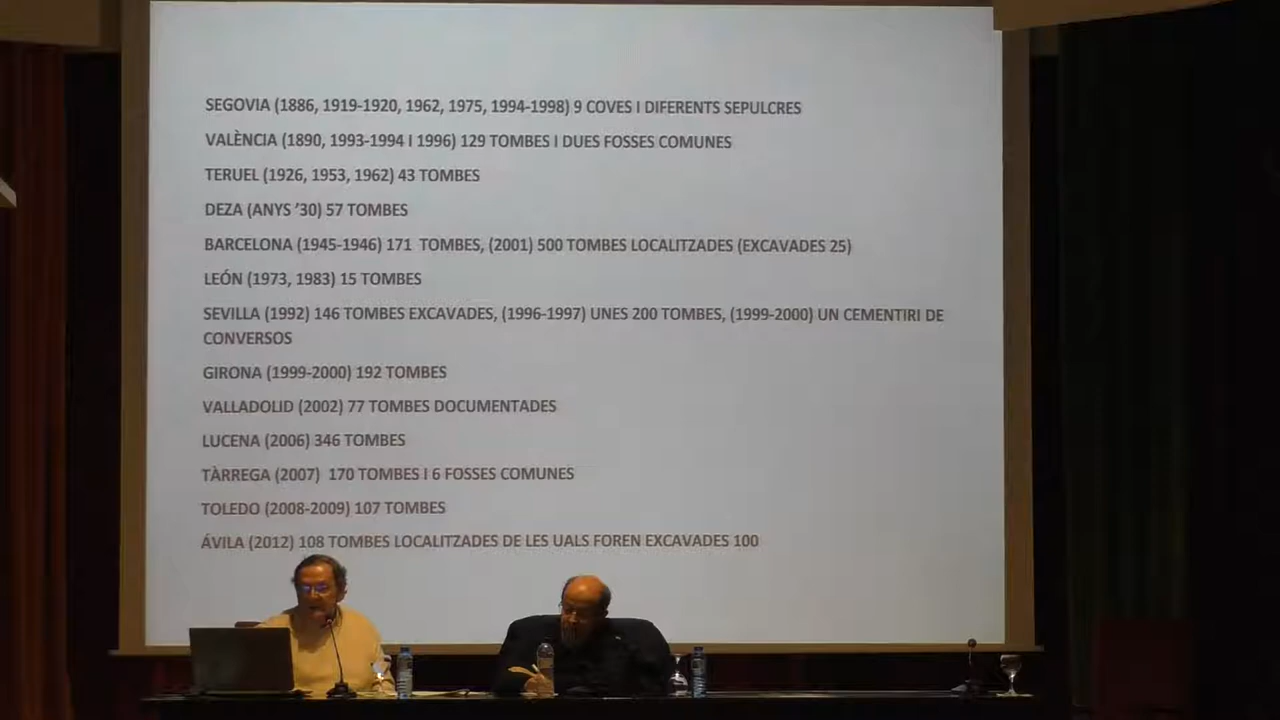 SEGOVIA (1886, 1919-1920, 1962, 1975, 1994-1998) 9 COVES I DIFERENTS SEPULCRES
VALÈNCIA (1890, 1993-1994 I 1996) 129 TOMBES I DUES FOSSES COMUNES
TERUEL (1926, 1953, 1962) 43 TOMBES
DEZA (ANYS ’30) 57 TOMBES
BARCELONA (1945-1946) 171 TOMBES, (2001) 500 TOMBES LOCALITZADES (EXCAVADES 25)
LEÓN (1973, 1983) 15 TOMBES
SEVILLA (1992) 146 TOMBES EXCAVADES, (1996-1997) UNES 200 TOMBES, (1999-2000) UN CEMENTIRI DE
CONVERSOS
GIRONA (1999-2000) 192 TOMBES
VALLADOLID (2002) 77 TOMBES DOCUMENTADES
LUCENA (2006) 346 TOMBES
TÀRREGA (2007) 170 TOMBES I 6 FOSSES COMUNES
TOLEDO (2008-2009) 107 TOMBES
ÁVILA (2012) 108 TOMBES LOCALITZADES DE LES UALS FOREN EXCAVADES 100